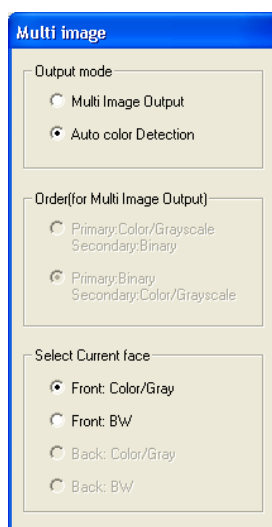 Multi image
Output mode
Multi Image Output
Auto color Detection
Order(for Multi Image Output)
Primary:Color/Grayscale
Secondary:Binary
Primary:Binary
Secondary:Color/Grayscale
Select Current face
Front: Color/Gray
Front: BW
Back: Color/Gray
Back: BW